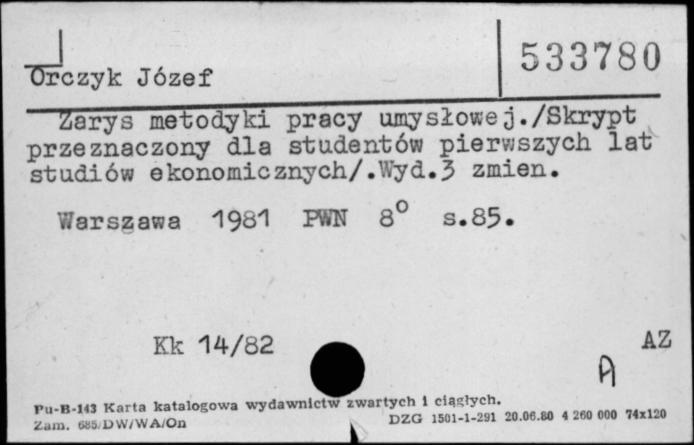 533780
Orczyk Józef
Zarys metodyki pracy umysłowej./Skrypt
przeznaczony dla studentów pierwszych lat
studiów ekonomicznych/.Wyd.3 zmien.
Warszawa 1981 PWN 8° s.85.
Kk 14/82
AZ
A
Pu-B-143 Karta katalogowa wydawnictw zwartych i ciągłych.
Zam. 685/DW/WA/On DZG 1501-1-291 20.06.80 4 260 000 74x120